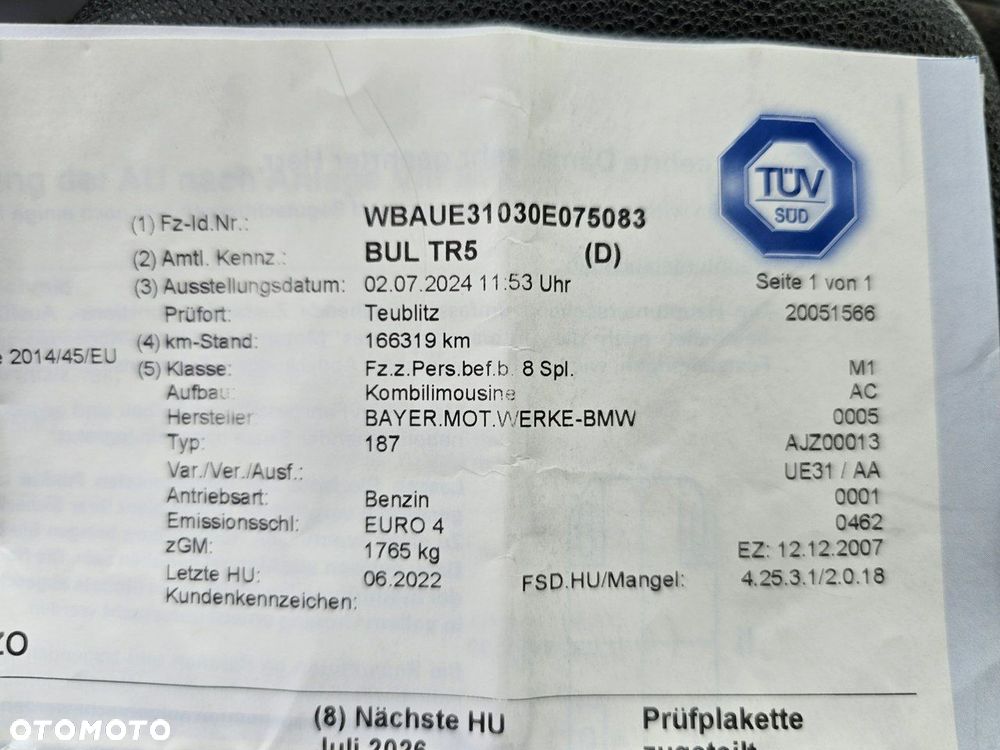 TÜV
SÜD
(1) Fz-Id.Nr.: WBAUE31030E075083
(2) Amtl. Kennz.: BUL TR5 (D)
(3) Ausstellungsdatum: 02.07.2024 11:53 Uhr Seite 1 von 1
Prüfort: Teublitz 20051566
(4) km-Stand: 166319 km
2014/45/EU
(5) Klasse: Fz.z.Pers.bef.b. 8 Spl. M1
Aufbau: Kombilimousine AC
Hersteller: BAYER.MOT.WERKE-BMW 0005
Typ: 187 AJZ00013
Var./Ver./Ausf.: UE31 / AA
Antriebsart: Benzin 0001
Emissionsschl: EURO 4 0462
zGM: 1765 kg EZ: 12.12.2007
Letzte HU: 06.2022 FSD.HU/Mangel: 4.25.3.1/2.0.18
Kundenkennzeichen:
(8) Nächste HU Prüfplakette
Juli 2026 zugeteilt
OTOMOTO